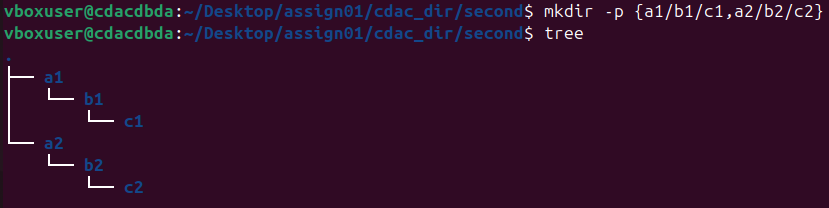 vboxuser@cdacdbda:~/Desktop/assign01/cdac_dir/second$ mkdir -p {a1/b1/c1,a2/b2/c2}
vboxuser@cdacdbda:~/Desktop/assign01/cdac_dir/second$ tree
.
├── a1
│   └── b1
│       └── c1
└── a2
    └── b2
        └── c2